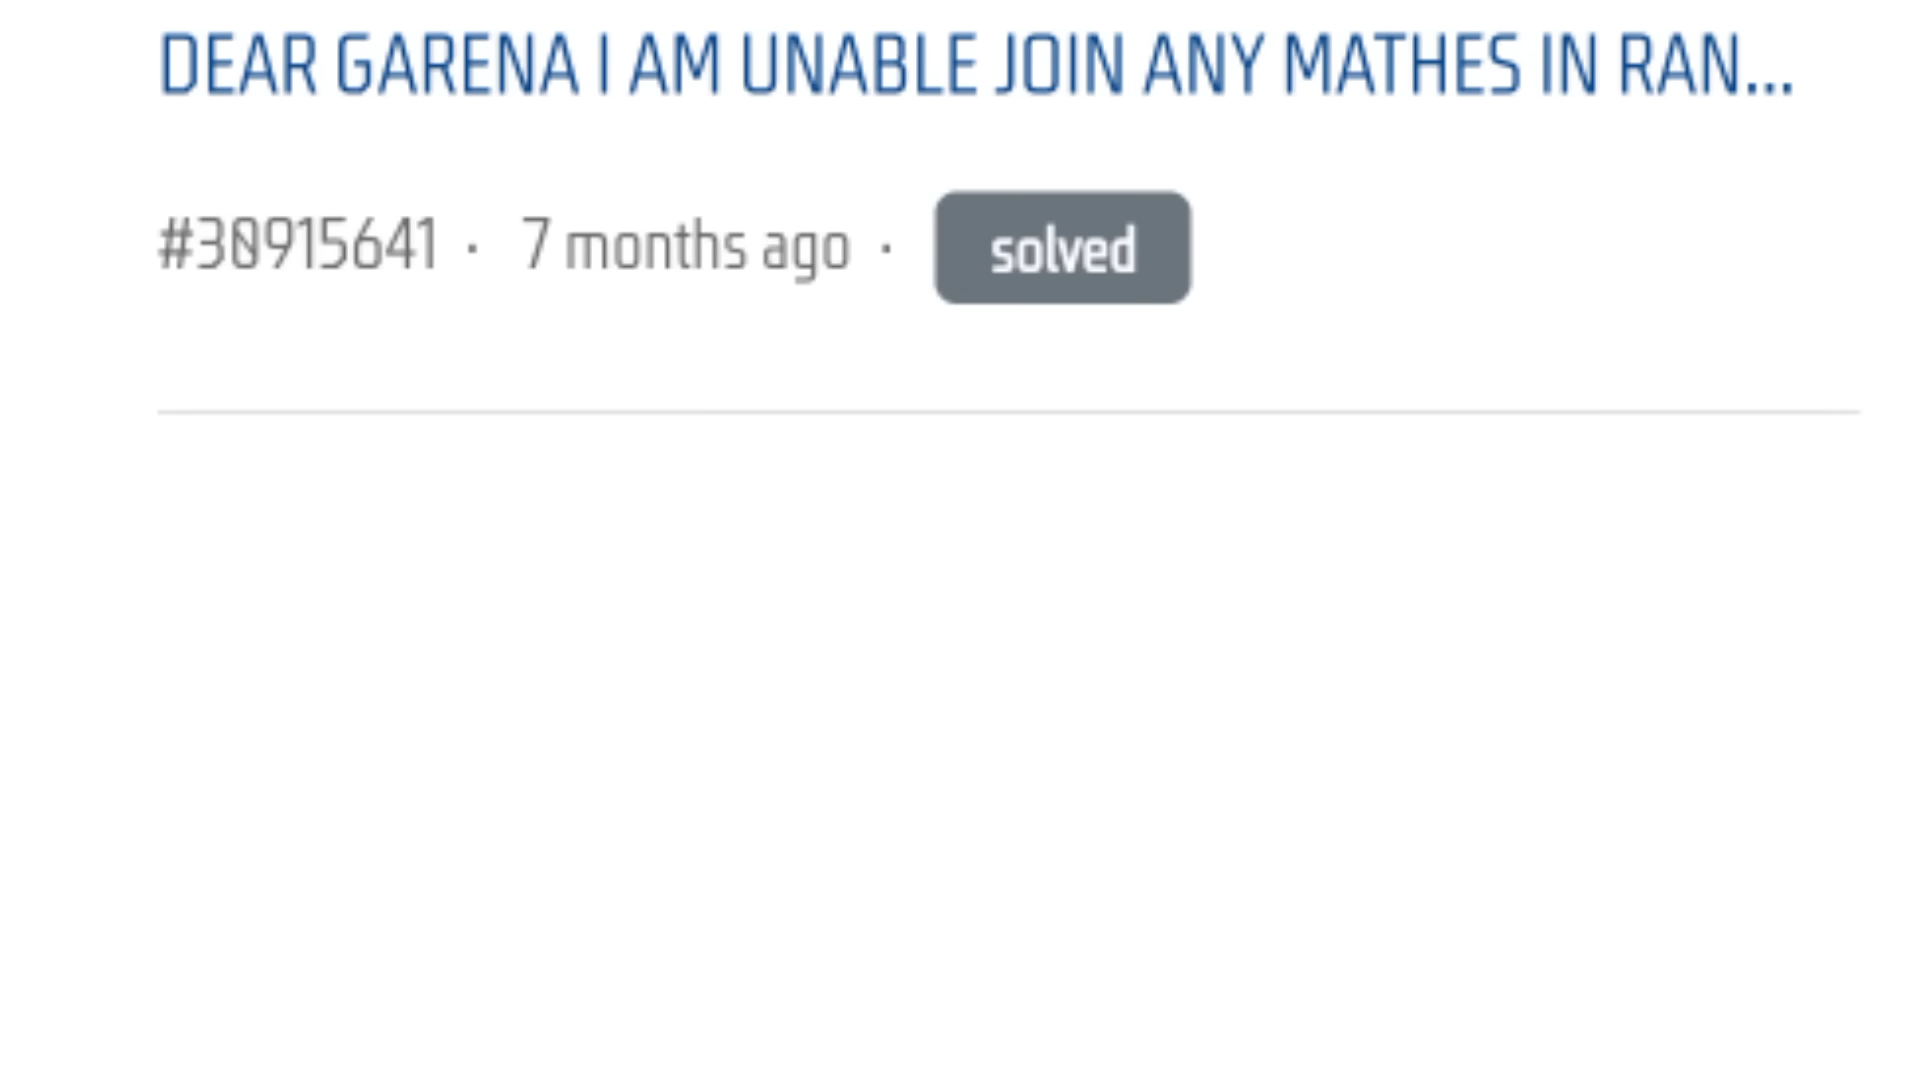 DEAR GARENA I AM UNABLE JOIN ANY MATHES IN RAN...
#30915641 · 7 months ago · solved